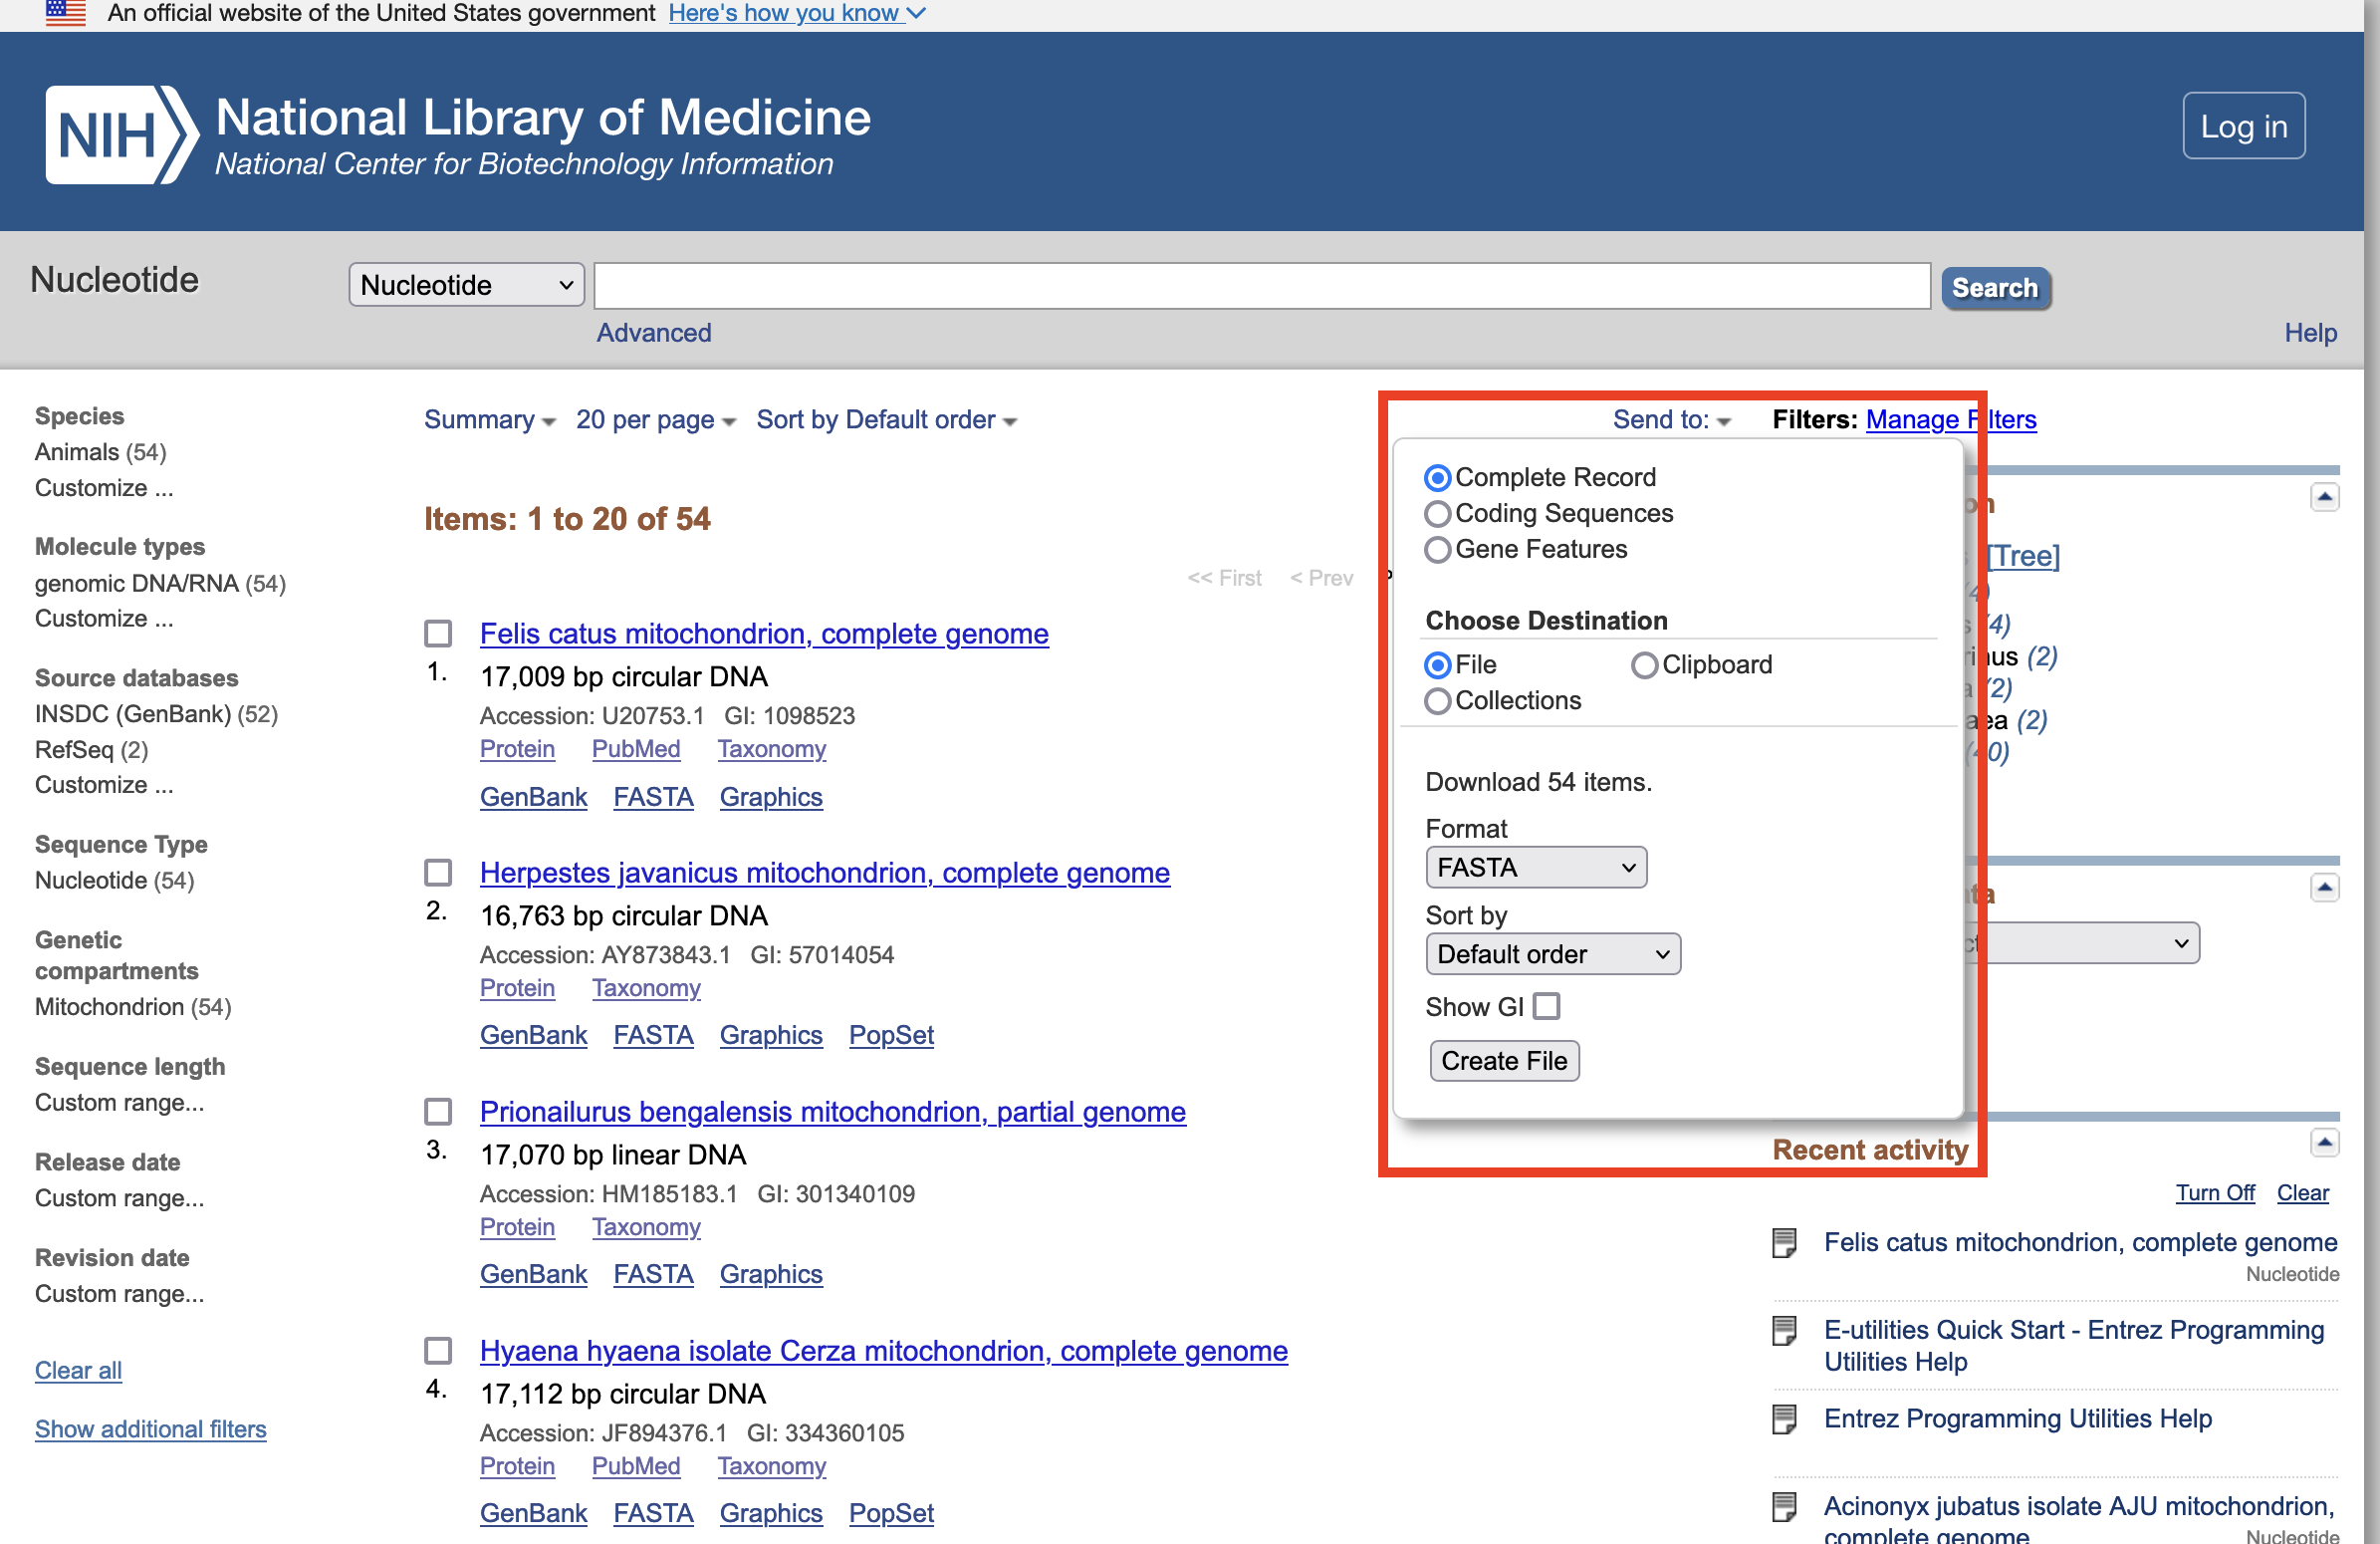 An official website of the United States government Here's how you know
NIH National Library of Medicine
National Center for Biotechnology Information
Log in
Nucleotide
Nucleotide
Search
Advanced
Help
Species
Animals (54)
Customize ...
Molecule types
genomic DNA/RNA (54)
Customize ...
Source databases
INSDC (GenBank) (52)
RefSeq (2)
Customize ...
Sequence Type
Nucleotide (54)
Genetic
compartments
Mitochondrion (54)
Sequence length
Custom range...
Release date
Custom range...
Revision date
Custom range...
Clear all
Show additional filters
Summary 20 per page Sort by Default order
Items: 1 to 20 of 54
<< First < Prev
Felis catus mitochondrion, complete genome
1. 17,009 bp circular DNA
Accession: U20753.1 GI: 1098523
Protein PubMed Taxonomy
GenBank FASTA Graphics
Herpestes javanicus mitochondrion, complete genome
2. 16,763 bp circular DNA
Accession: AY873843.1 GI: 57014054
Protein Taxonomy
GenBank FASTA Graphics PopSet
Prionailurus bengalensis mitochondrion, partial genome
3. 17,070 bp linear DNA
Accession: HM185183.1 GI: 301340109
Protein Taxonomy
GenBank FASTA Graphics
Hyaena hyaena isolate Cerza mitochondrion, complete genome
4. 17,112 bp circular DNA
Accession: JF894376.1 GI: 334360105
Protein PubMed Taxonomy
GenBank FASTA Graphics PopSet
Send to:
Complete Record
Coding Sequences
Gene Features
Choose Destination
File Clipboard
Collections
Download 54 items.
Format
FASTA
Sort by
Default order
Show GI
Create File
Filters: Manage Filters
[Tree]
(4)
(2)
(2)
(2)
Recent activity
Turn Off Clear
Felis catus mitochondrion, complete genome
Nucleotide
E-utilities Quick Start - Entrez Programming
Utilities Help
Entrez Programming Utilities Help
Acinonyx jubatus isolate AJU mitochondrion,
complete genome
Nucleotide